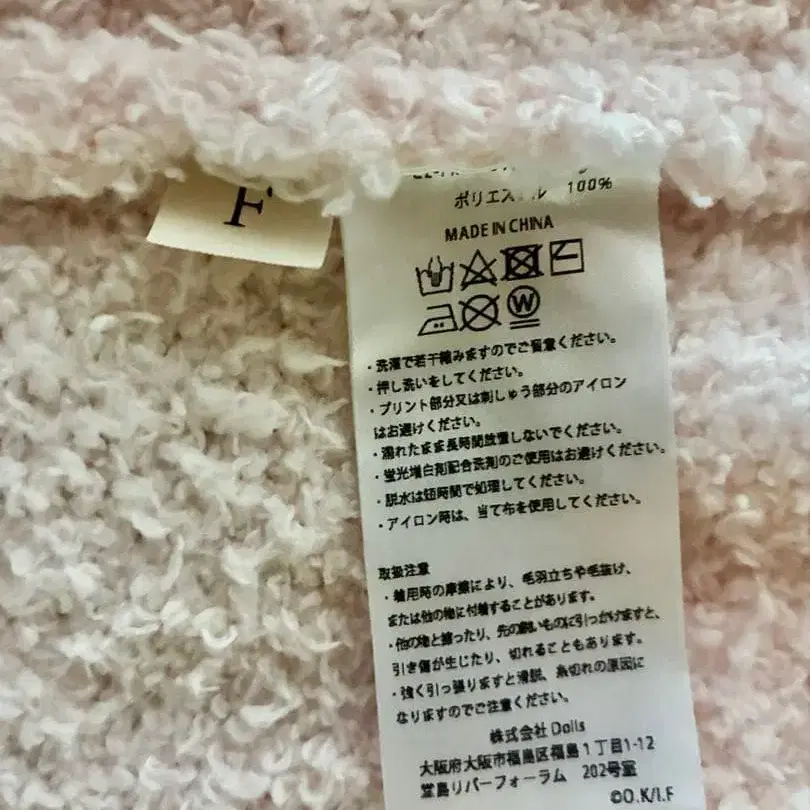 F
ポリエス ル 100%
MADE IN CHINA
W
・洗濯で若干縮みますのでご留意ください。
・押し洗いをしてください。
・プリント部分又は刺しゅう部分のアイロン
はお避けください。
・濡れたまま長時間放置しないでください。
・蛍光増白剤配合洗剤のご使用はお避けください。
・脱水は短時間で処理してください。
・アイロン時は、当て布を使用してください。
取扱注意
・着用時の摩擦により、毛羽立ちや毛抜け、
または他の物に付着することがあります。
・他の物と擦ったり、先の鋭いものに引っかけますと、
引き傷が生じたり、切れることもあります。
・強く引っ張りますと滑脱、糸切れの原因に
なりますのでご注意ください。
株式会社 Dolls
大阪府大阪市福島区福島1丁目1-12
堂島リバーフォーラム 202号室
©O.K/I.F